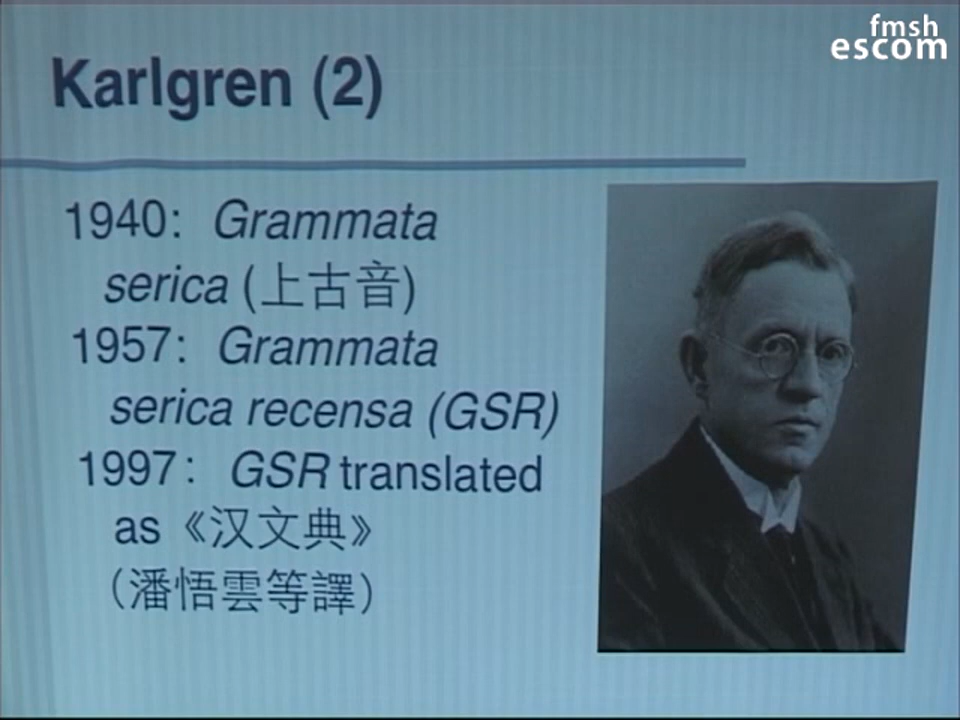 fmsh
escom
Karlgren (2)
1940: Grammata
serica (上古音)
1957: Grammata
serica recensa (GSR)
1997: GSR translated
as《汉文典》
（潘悟雲等譯）